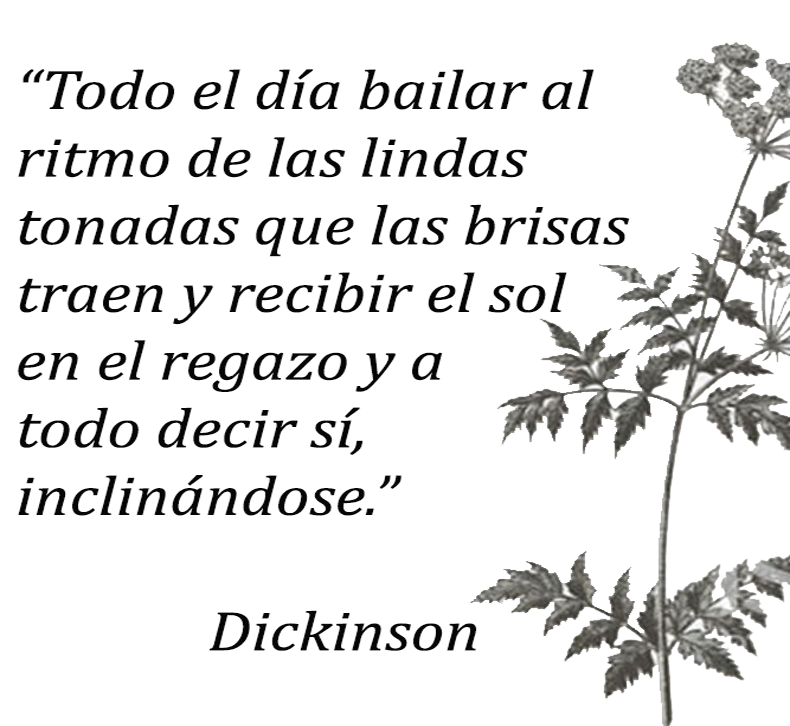 “Todo el día bailar al
ritmo de las lindas
tonadas que las brisas
traen y recibir el sol
en el regazo y a
todo decir sí,
inclinándose.”
Dickinson